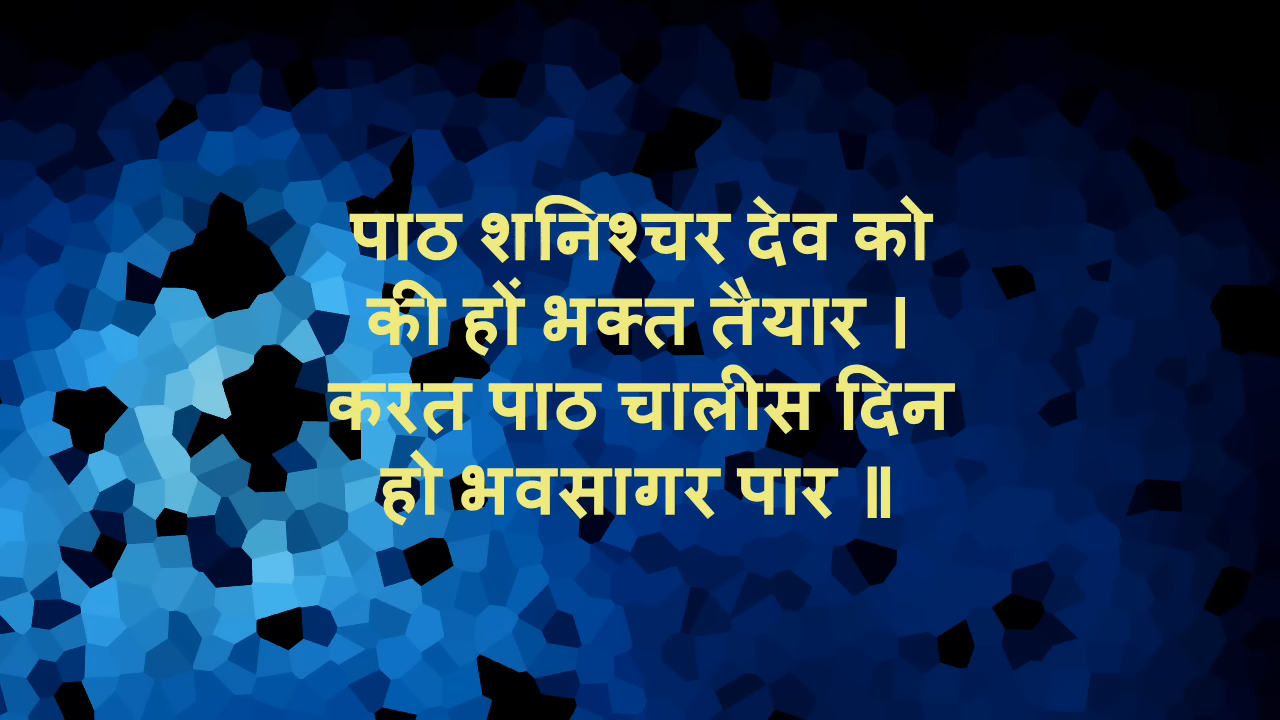 पाठ शनिश्चर देव को
की हों भक्त तैयार ।
करत पाठ चालीस दिन
हो भवसागर पार ॥